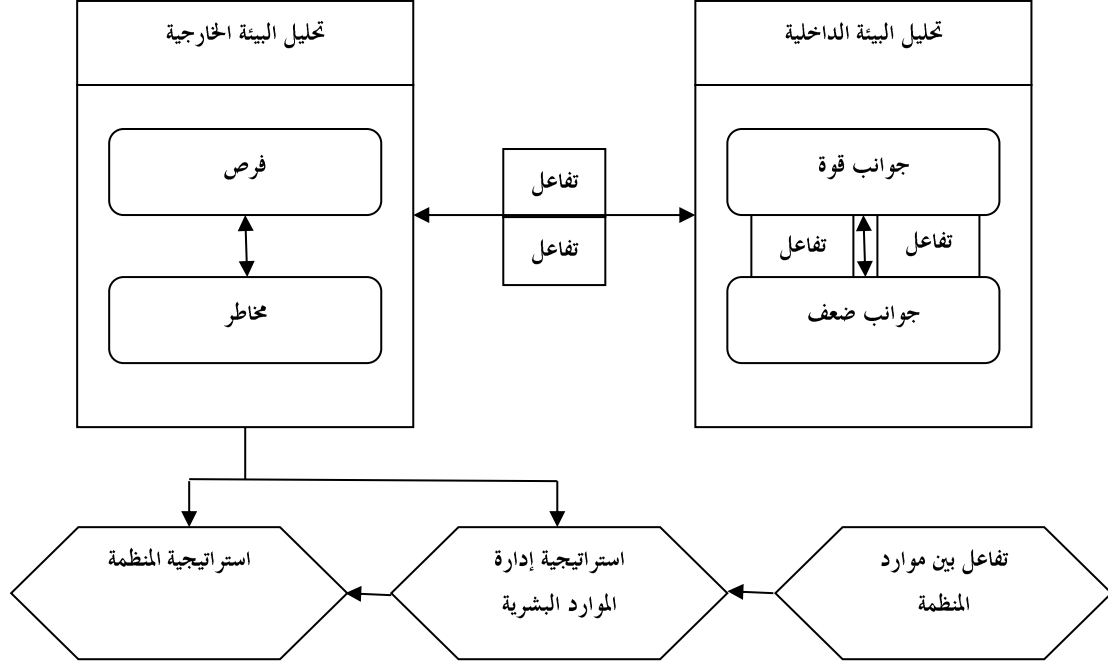 تحليل البيئة الداخلية
جوانب قوة
تفاعل
تفاعل
جوانب ضعف
تفاعل
تفاعل
تحليل البيئة الخارجية
فرص
مخاطر
تفاعل بين موارد
المنظمة
استراتيجية إدارة
الموارد البشرية
استراتيجية المنظمة